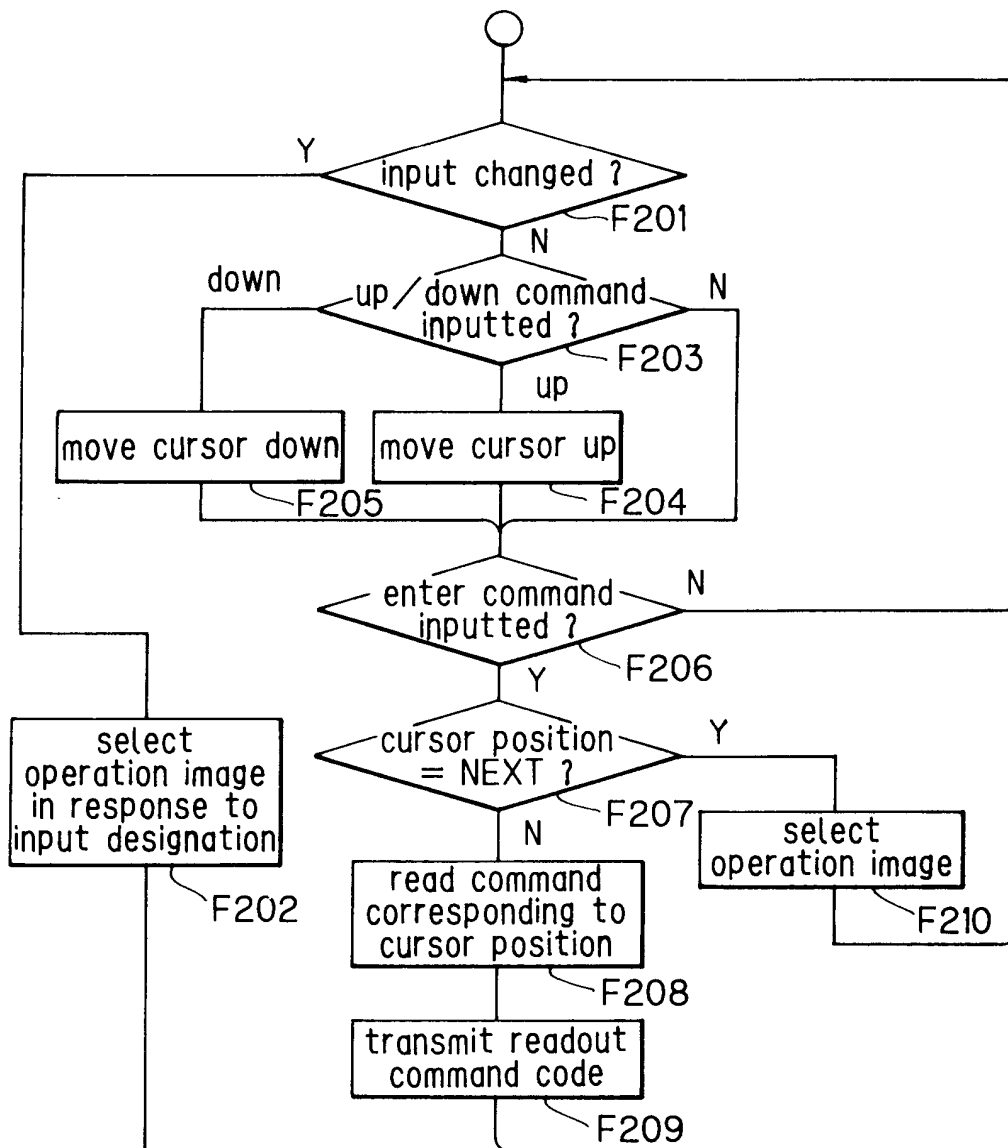 Y
input changed ?
F201
N
down
up / down command
inputted ?
N
F203
up
move cursor down
move cursor up
F205
F204
enter command
inputted ?
N
F206
Y
select
operation image
in response to
input designation
F202
cursor position
= NEXT ?
Y
F207
N
select
operation image
F210
read command
corresponding to
cursor position
F208
transmit readout
command code
F209